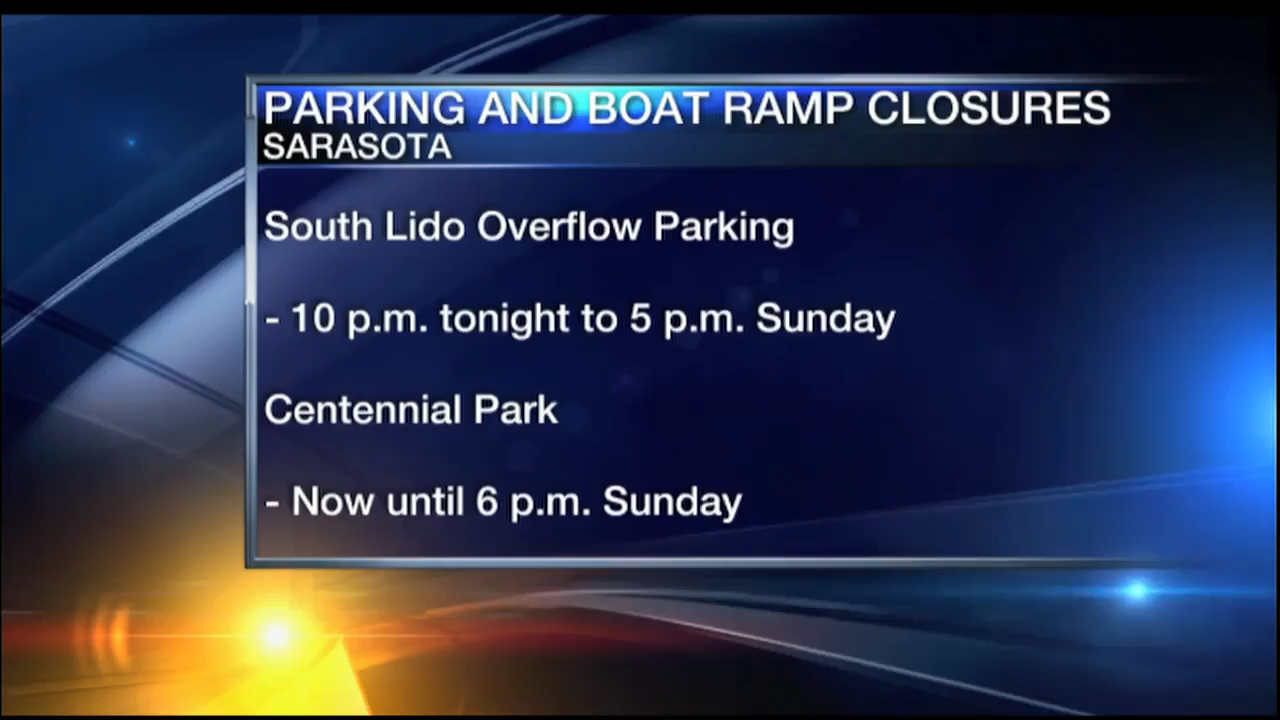 PARKING AND BOAT RAMP CLOSURES
SARASOTA
South Lido Overflow Parking
- 10 p.m. tonight to 5 p.m. Sunday
Centennial Park
- Now until 6 p.m. Sunday